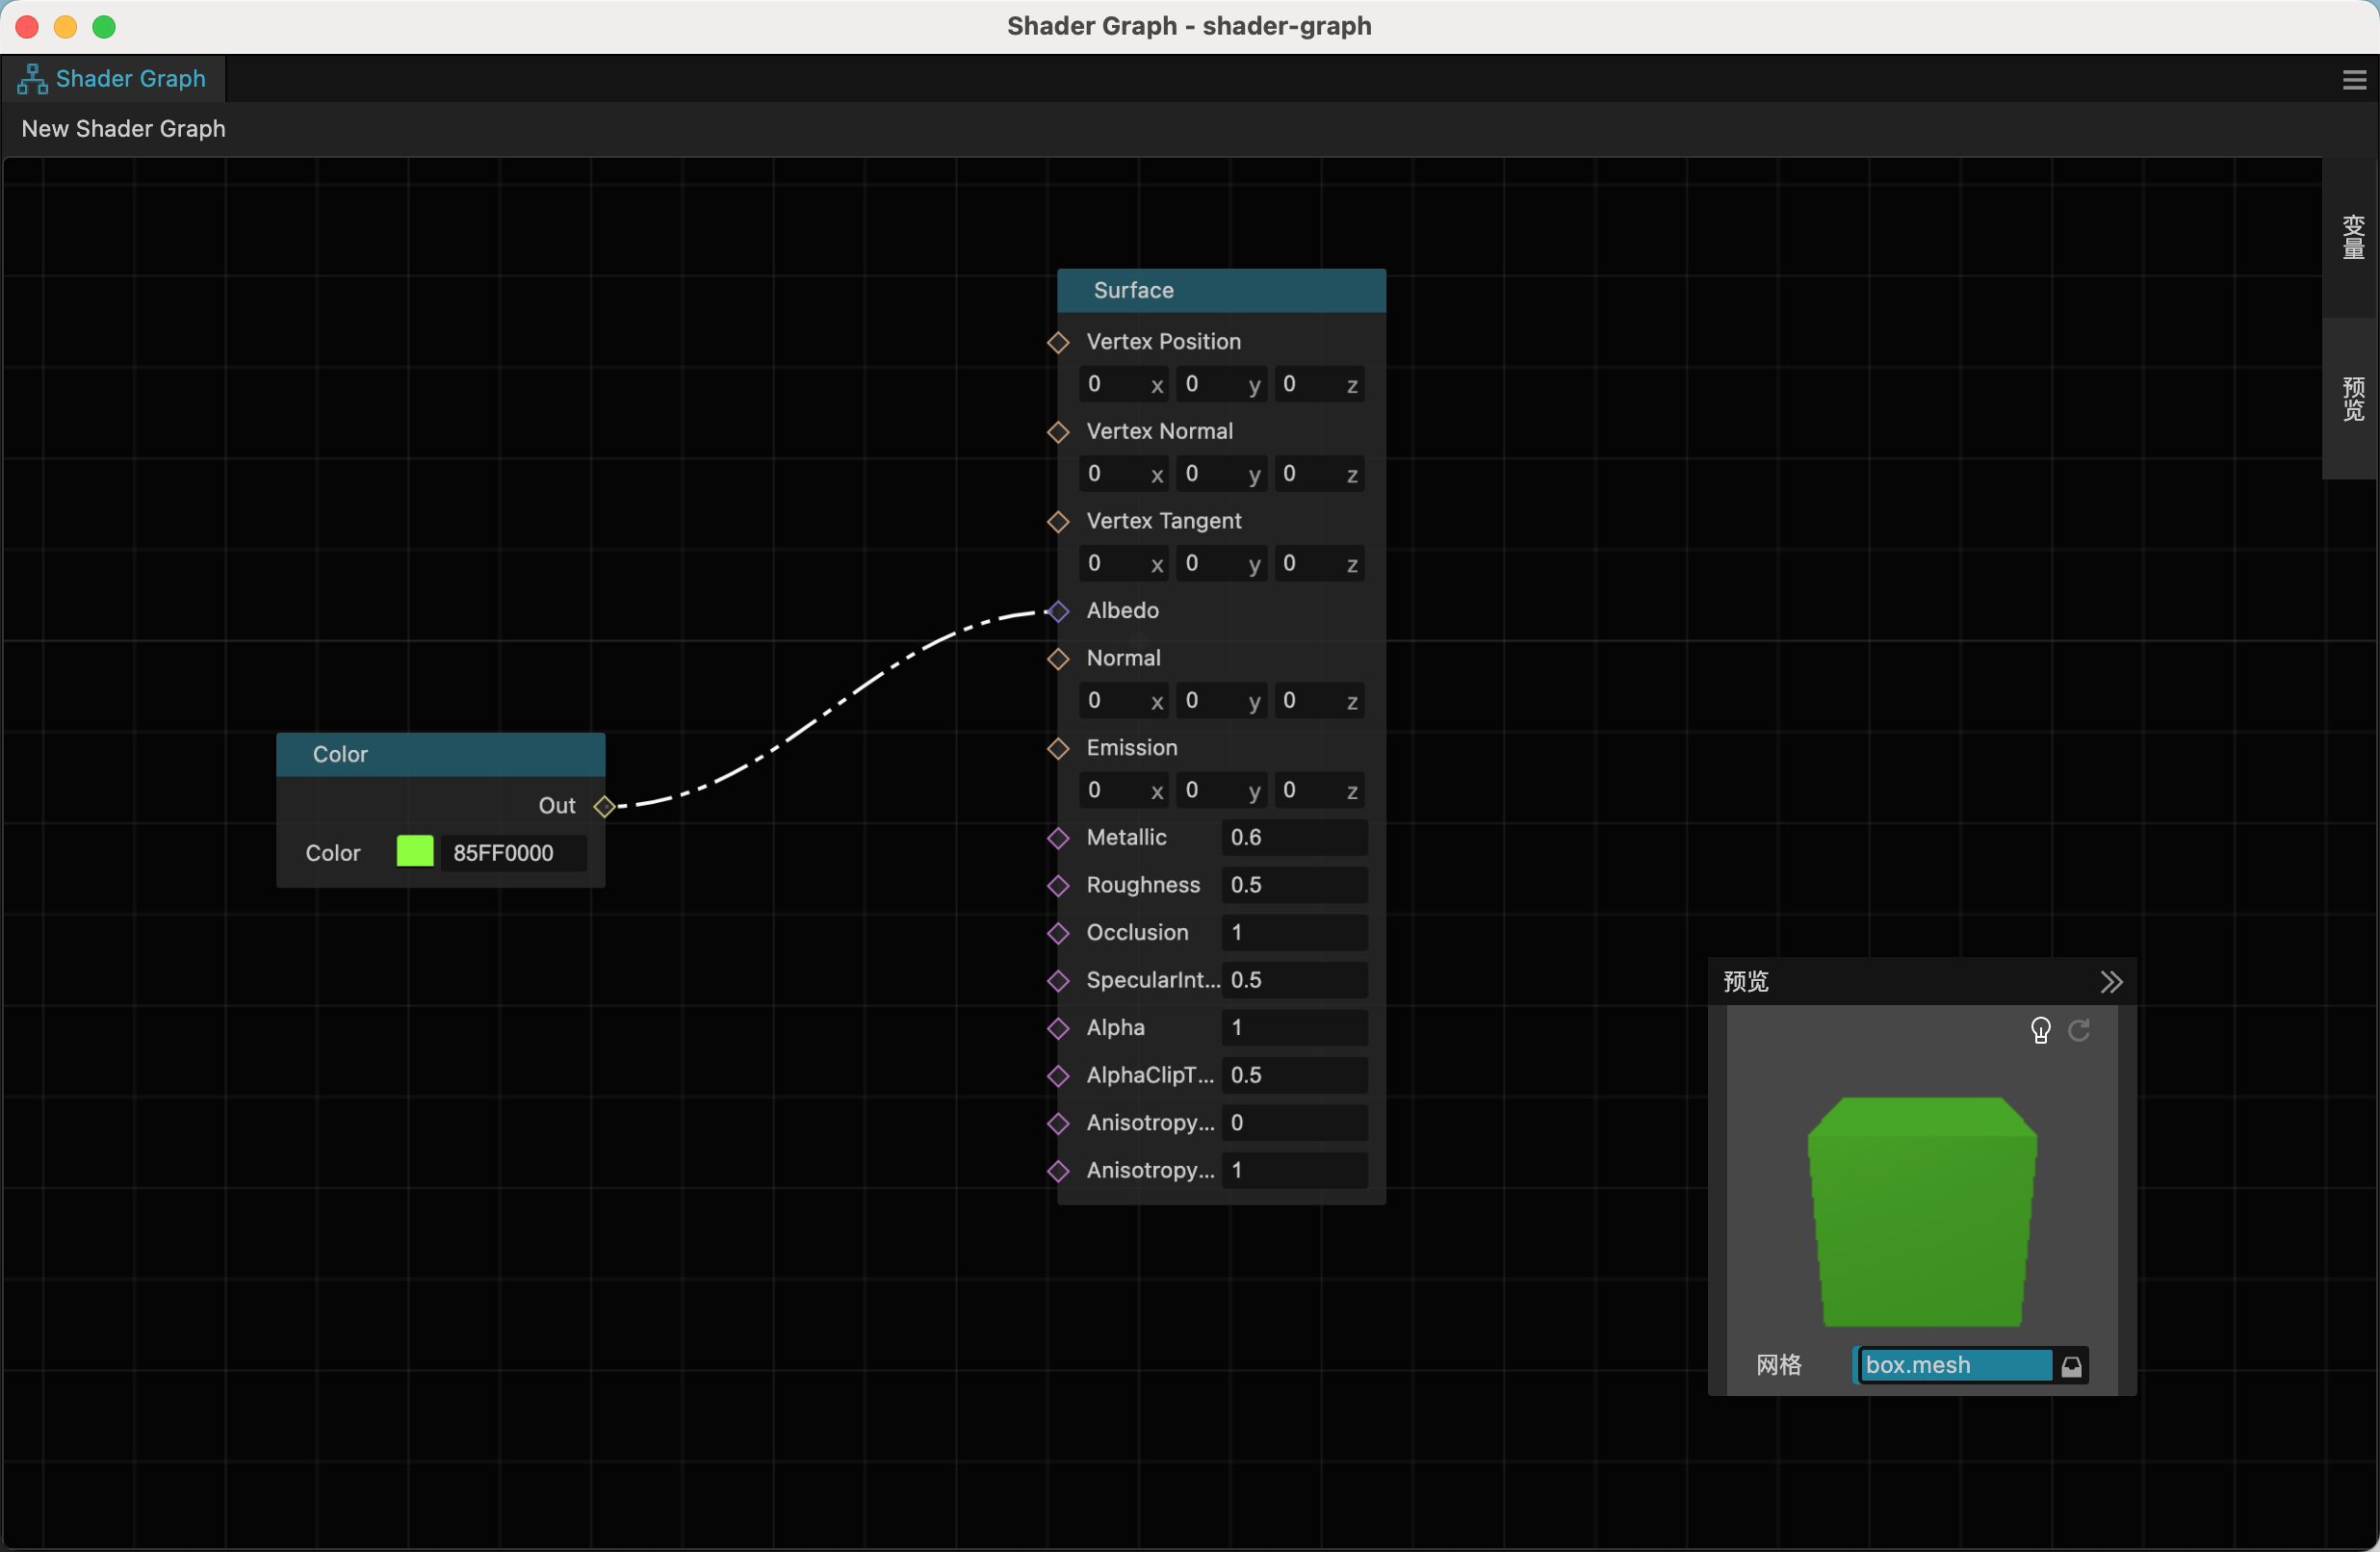 Shader Graph - shader-graph
Shader Graph
New Shader Graph
变量
预览
Surface
Vertex Position
0 x 0 y 0 z
Vertex Normal
0 x 0 y 0 z
Vertex Tangent
0 x 0 y 0 z
Albedo
Normal
0 x 0 y 0 z
Emission
0 x 0 y 0 z
Metallic 0.6
Roughness 0.5
Occlusion 1
SpecularInt... 0.5
Alpha 1
AlphaClipT... 0.5
Anisotropy... 0
Anisotropy... 1
Color
Out
Color 85FF0000
预览
网格 box.mesh